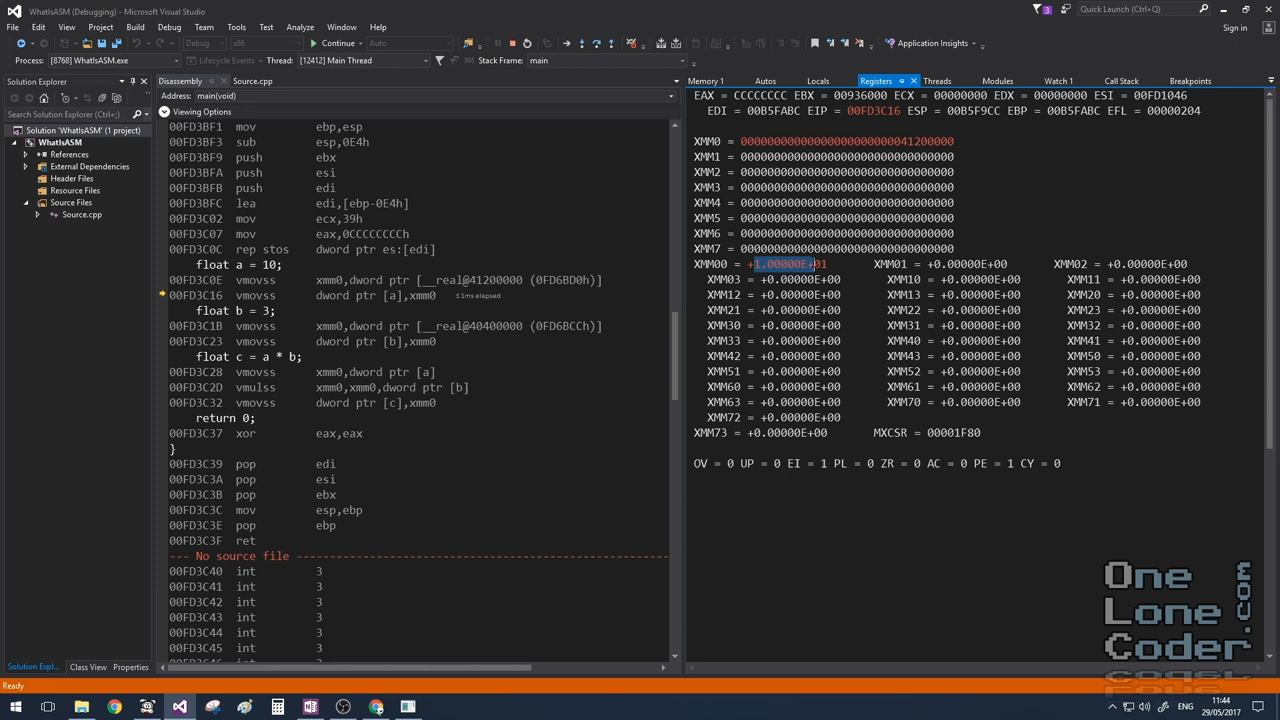 WhatIsASM (Debugging) - Microsoft Visual Studio
3
Quick Launch (Ctrl+Q)
File Edit View Project Build Debug Team Tools Test Analyze Window Help
Sign in
Debug x86 Continue Auto Application Insights
Process: [8768] WhatIsASM.exe Lifecycle Events Thread: [12412] Main Thread Stack Frame: main
Solution Explorer
Search Solution Explorer (Ctrl+;)
Solution 'WhatIsASM' (1 project)
WhatIsASM
References
External Dependencies
Header Files
Resource Files
Source Files
Source.cpp
Solution Expl... Class View Properties
Disassembly Source.cpp
Address: main(void)
Viewing Options
00FD3BF1 mov ebp,esp
00FD3BF3 sub esp,0E4h
00FD3BF9 push ebx
00FD3BFA push esi
00FD3BFB push edi
00FD3BFC lea edi,[ebp-0E4h]
00FD3C02 mov ecx,39h
00FD3C07 mov eax,0CCCCCCCCh
00FD3C0C rep stos dword ptr es:[edi]
float a = 10;
00FD3C0E vmovss xmm0,dword ptr [__real@41200000 (0FD6BD0h)]
00FD3C16 vmovss dword ptr [a],xmm0 ≤1ms elapsed
float b = 3;
00FD3C1B vmovss xmm0,dword ptr [__real@40400000 (0FD6BCCh)]
00FD3C23 vmovss dword ptr [b],xmm0
float c = a * b;
00FD3C28 vmovss xmm0,dword ptr [a]
00FD3C2D vmulss xmm0,xmm0,dword ptr [b]
00FD3C32 vmovss dword ptr [c],xmm0
return 0;
00FD3C37 xor eax,eax
}
00FD3C39 pop edi
00FD3C3A pop esi
00FD3C3B pop ebx
00FD3C3C mov esp,ebp
00FD3C3E pop ebp
00FD3C3F ret
--- No source file -------------------------------------------------------
00FD3C40 int 3
00FD3C41 int 3
00FD3C42 int 3
00FD3C43 int 3
00FD3C44 int 3
00FD3C45 int 3
Memory 1 Autos Locals Registers Threads Modules Watch 1 Call Stack Breakpoints
EAX = CCCCCCCC EBX = 00936000 ECX = 00000000 EDX = 00000000 ESI = 00FD1046
EDI = 00B5FABC EIP = 00FD3C16 ESP = 00B5F9CC EBP = 00B5FABC EFL = 00000204
XMM0 = 00000000000000000000000041200000
XMM1 = 00000000000000000000000000000000
XMM2 = 00000000000000000000000000000000
XMM3 = 00000000000000000000000000000000
XMM4 = 00000000000000000000000000000000
XMM5 = 00000000000000000000000000000000
XMM6 = 00000000000000000000000000000000
XMM7 = 00000000000000000000000000000000
XMM00 = +1.00000E+01 XMM01 = +0.00000E+00 XMM02 = +0.00000E+00
XMM03 = +0.00000E+00 XMM10 = +0.00000E+00 XMM11 = +0.00000E+00
XMM12 = +0.00000E+00 XMM13 = +0.00000E+00 XMM20 = +0.00000E+00
XMM21 = +0.00000E+00 XMM22 = +0.00000E+00 XMM23 = +0.00000E+00
XMM30 = +0.00000E+00 XMM31 = +0.00000E+00 XMM32 = +0.00000E+00
XMM33 = +0.00000E+00 XMM40 = +0.00000E+00 XMM41 = +0.00000E+00
XMM42 = +0.00000E+00 XMM43 = +0.00000E+00 XMM50 = +0.00000E+00
XMM51 = +0.00000E+00 XMM52 = +0.00000E+00 XMM53 = +0.00000E+00
XMM60 = +0.00000E+00 XMM61 = +0.00000E+00 XMM62 = +0.00000E+00
XMM63 = +0.00000E+00 XMM70 = +0.00000E+00 XMM71 = +0.00000E+00
XMM72 = +0.00000E+00
XMM73 = +0.00000E+00 MXCSR = 00001F80
OV = 0 UP = 0 EI = 1 PL = 0 ZR = 0 AC = 0 PE = 1 CY = 0
One
Lone
Coder
.com
Ready
ENG
11:44
29/05/2017